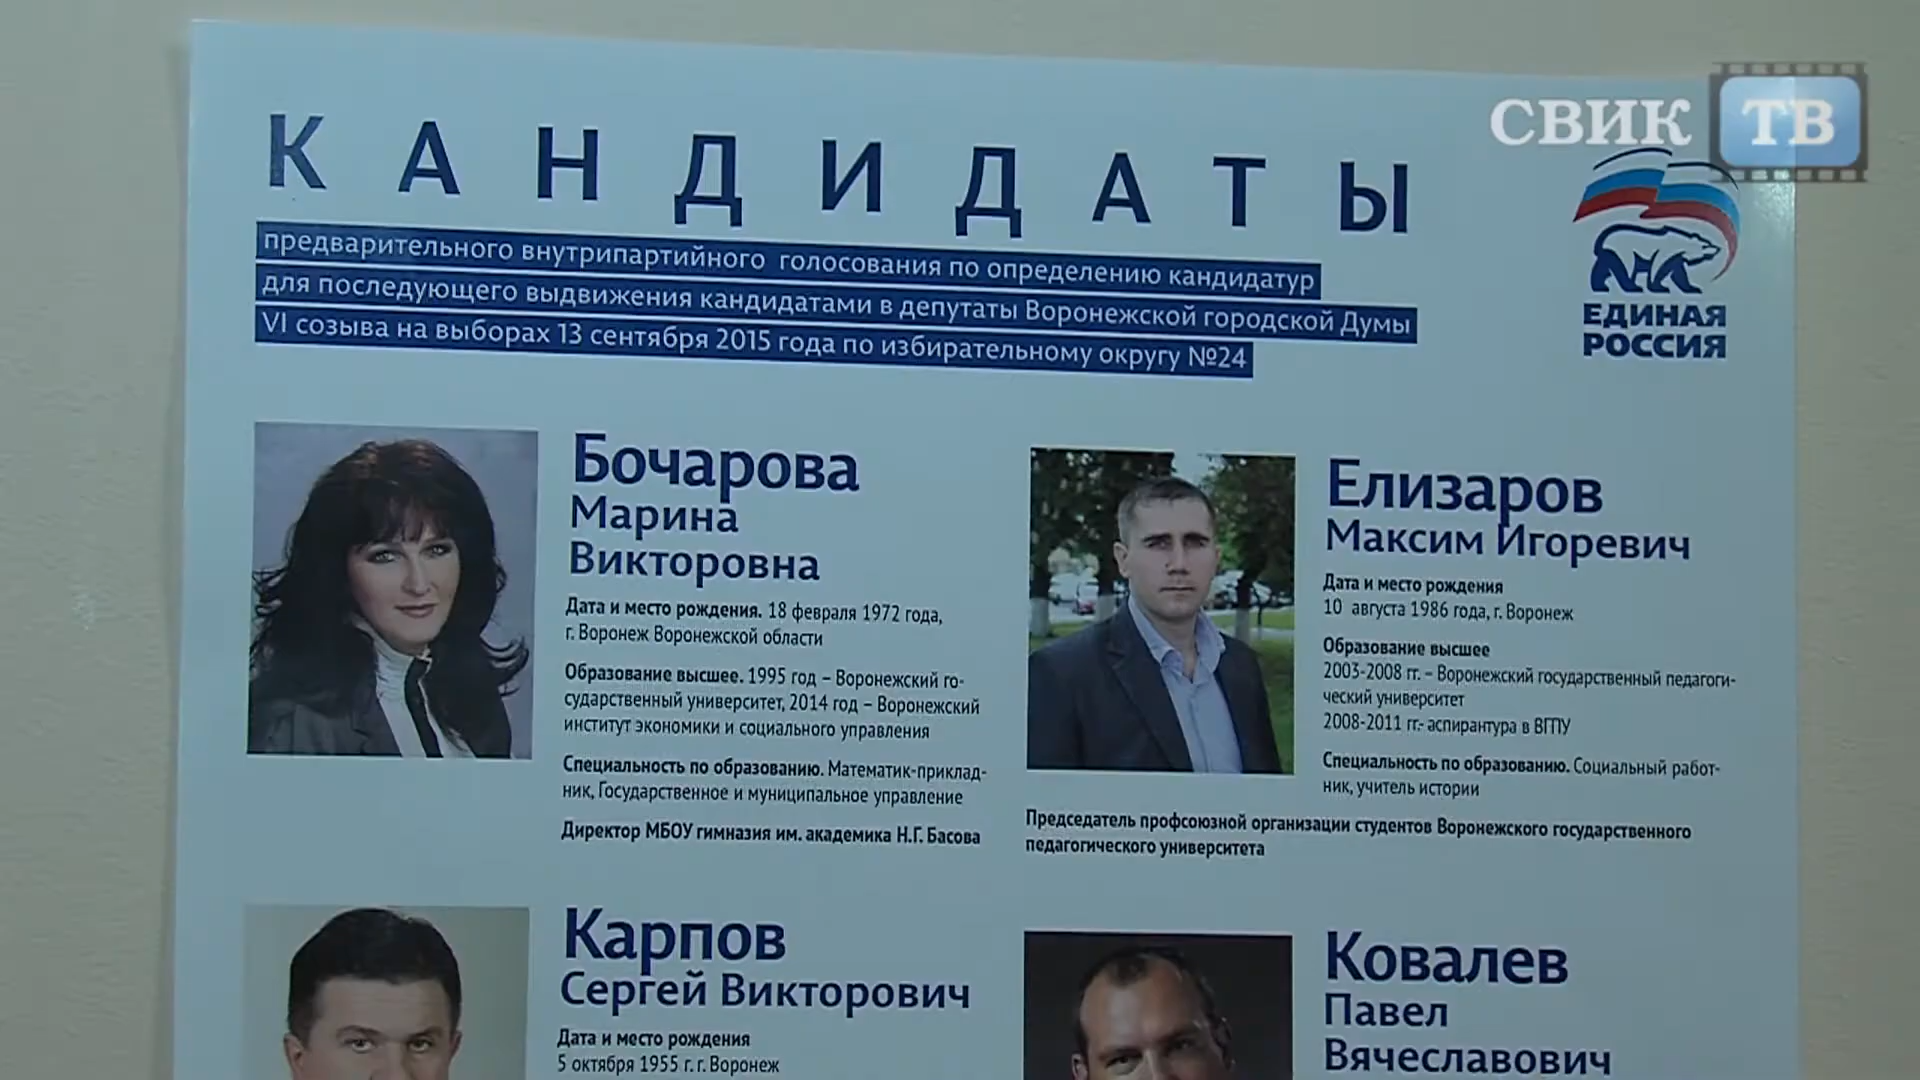 СВИК ТВ
КАНДИДАТЫ
предварительного внутрипартийного голосования по определению кандидатур
для последующего выдвижения кандидатами в депутаты Воронежской городской Думы
VI созыва на выборах 13 сентября 2015 года по избирательному округу №24
ЕДИНАЯ
РОССИЯ
Бочарова
Марина
Викторовна
Дата и место рождения. 18 февраля 1972 года,
г. Воронеж Воронежской области
Образование высшее. 1995 год – Воронежский го-
сударственный университет, 2014 год – Воронежский
институт экономики и социального управления
Специальность по образованию. Математик-приклад-
ник, Государственное и муниципальное управление
Директор МБОУ гимназия им. академика Н.Г. Басова
Елизаров
Максим Игоревич
Дата и место рождения
10 августа 1986 года, г. Воронеж
Образование высшее
2003-2008 гг. – Воронежский государственный педагоги-
ческий университет
2008-2011 гг.- аспирантура в ВГПУ
Специальность по образованию. Социальный работ-
ник, учитель истории
Председатель профсоюзной организации студентов Воронежского государственного
педагогического университета
Карпов
Сергей Викторович
Дата и место рождения
5 октября 1955 г. г. Воронеж
Ковалев
Павел
Вячеславович